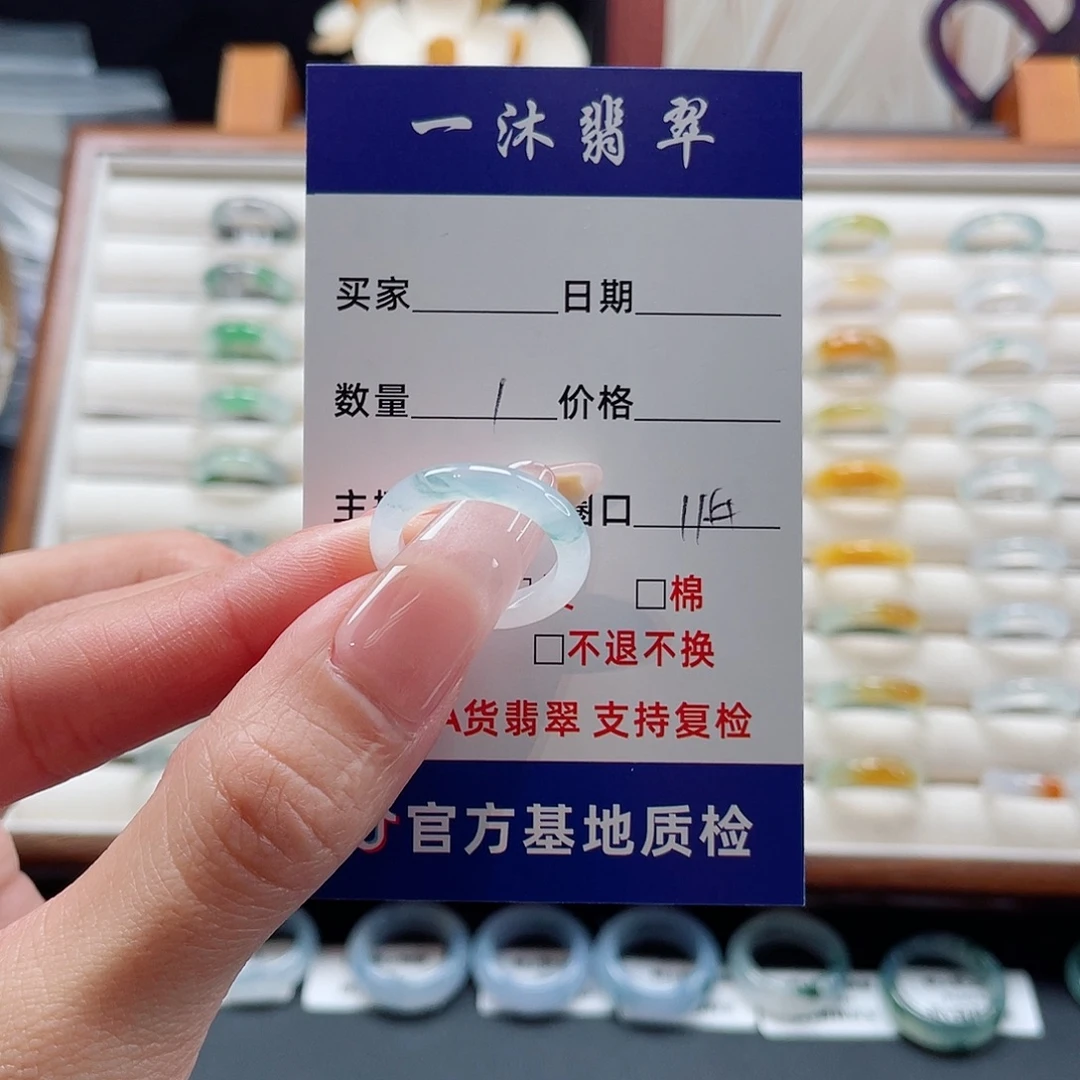 一沐翡翠
买家 日期
数量 1 价格
主 圈口 11
□棉
□不退不换
A货翡翠 支持复检
官方基地质检